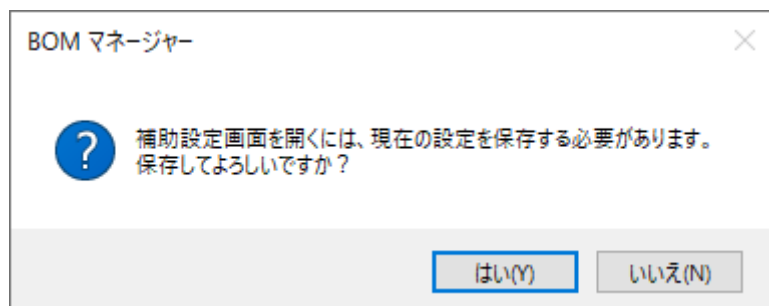 BOM マネージャー
補助設定画面を開くには、現在の設定を保存する必要があります。
保存してよろしいですか？
はい(Y)
いいえ(N)